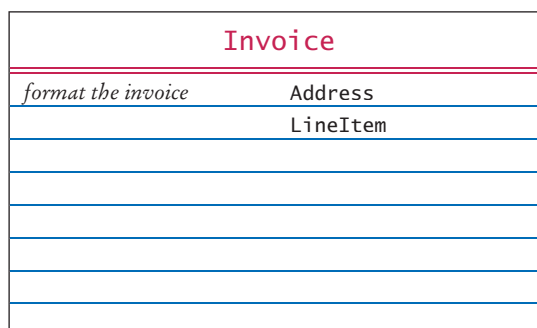 Invoice
format the invoice Address
LineItem